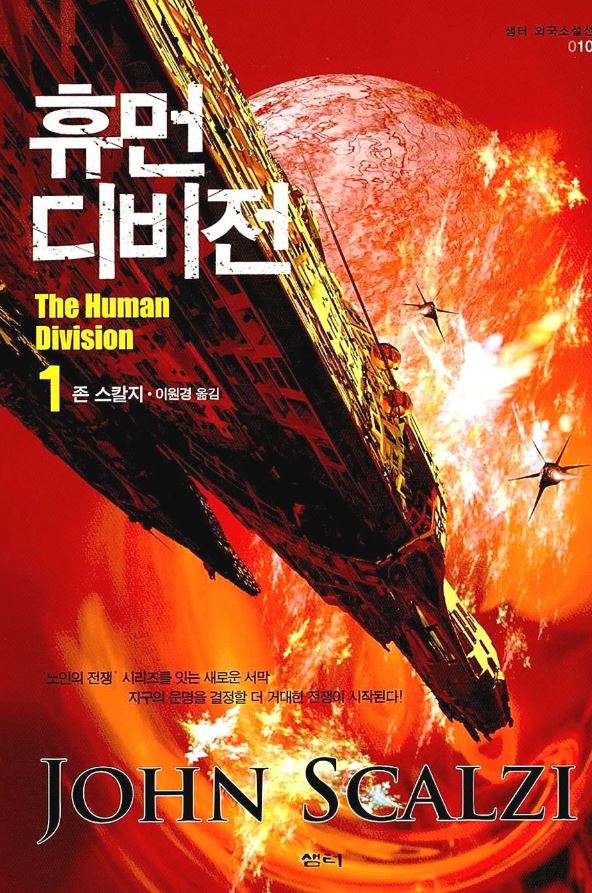 샘터 외국소설선
010
휴먼
디비전
The Human
Division
1 존 스칼지 · 이원경 옮김
'노인의 전쟁' 시리즈를 잇는 새로운 서막
지구의 운명을 결정할 더 거대한 전쟁이 시작된다!
JOHN SCALZI
샘터